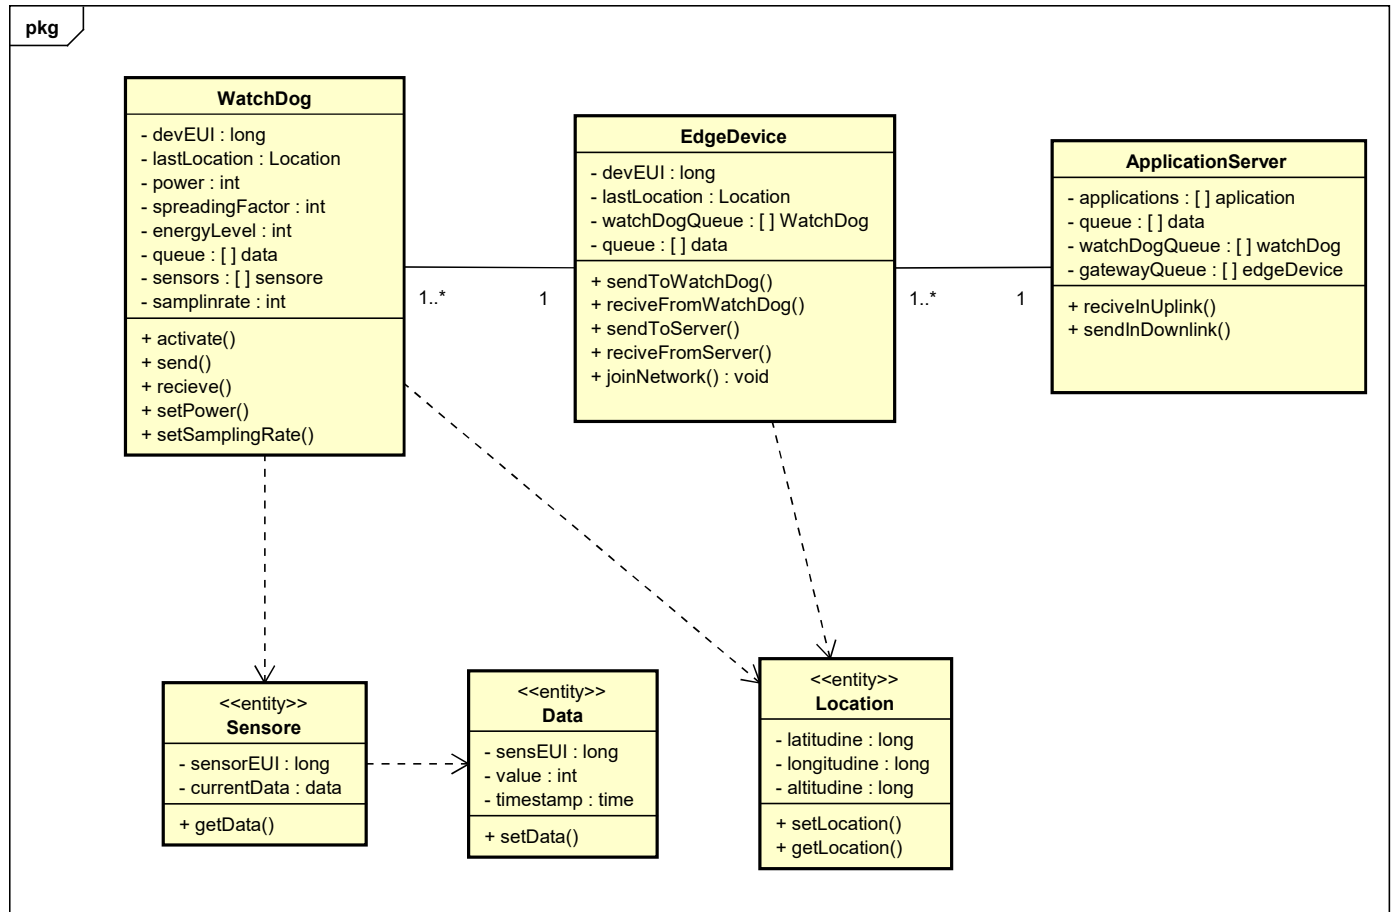 pkg
WatchDog
- devEUI : long
- lastLocation : Location
- power : int
- spreadingFactor : int
- energyLevel : int
- queue : [ ] data
- sensors : [ ] sensore
- samplinrate : int
+ activate()
+ send()
+ recieve()
+ setPower()
+ setSamplingRate()
1..*
1
EdgeDevice
- devEUI : long
- lastLocation : Location
- watchDogQueue : [ ] WatchDog
- queue : [ ] data
+ sendToWatchDog()
+ reciveFromWatchDog()
+ sendToServer()
+ reciveFromServer()
+ joinNetwork() : void
1..*
1
ApplicationServer
- applications : [ ] aplication
- queue : [ ] data
- watchDogQueue : [ ] watchDog
- gatewayQueue : [ ] edgeDevice
+ reciveInUplink()
+ sendInDownlink()
<<entity>>
Sensore
- sensorEUI : long
- currentData : data
+ getData()
<<entity>>
Data
- sensEUI : long
- value : int
- timestamp : time
+ setData()
<<entity>>
Location
- latitudine : long
- longitudine : long
- altitudine : long
+ setLocation()
+ getLocation()